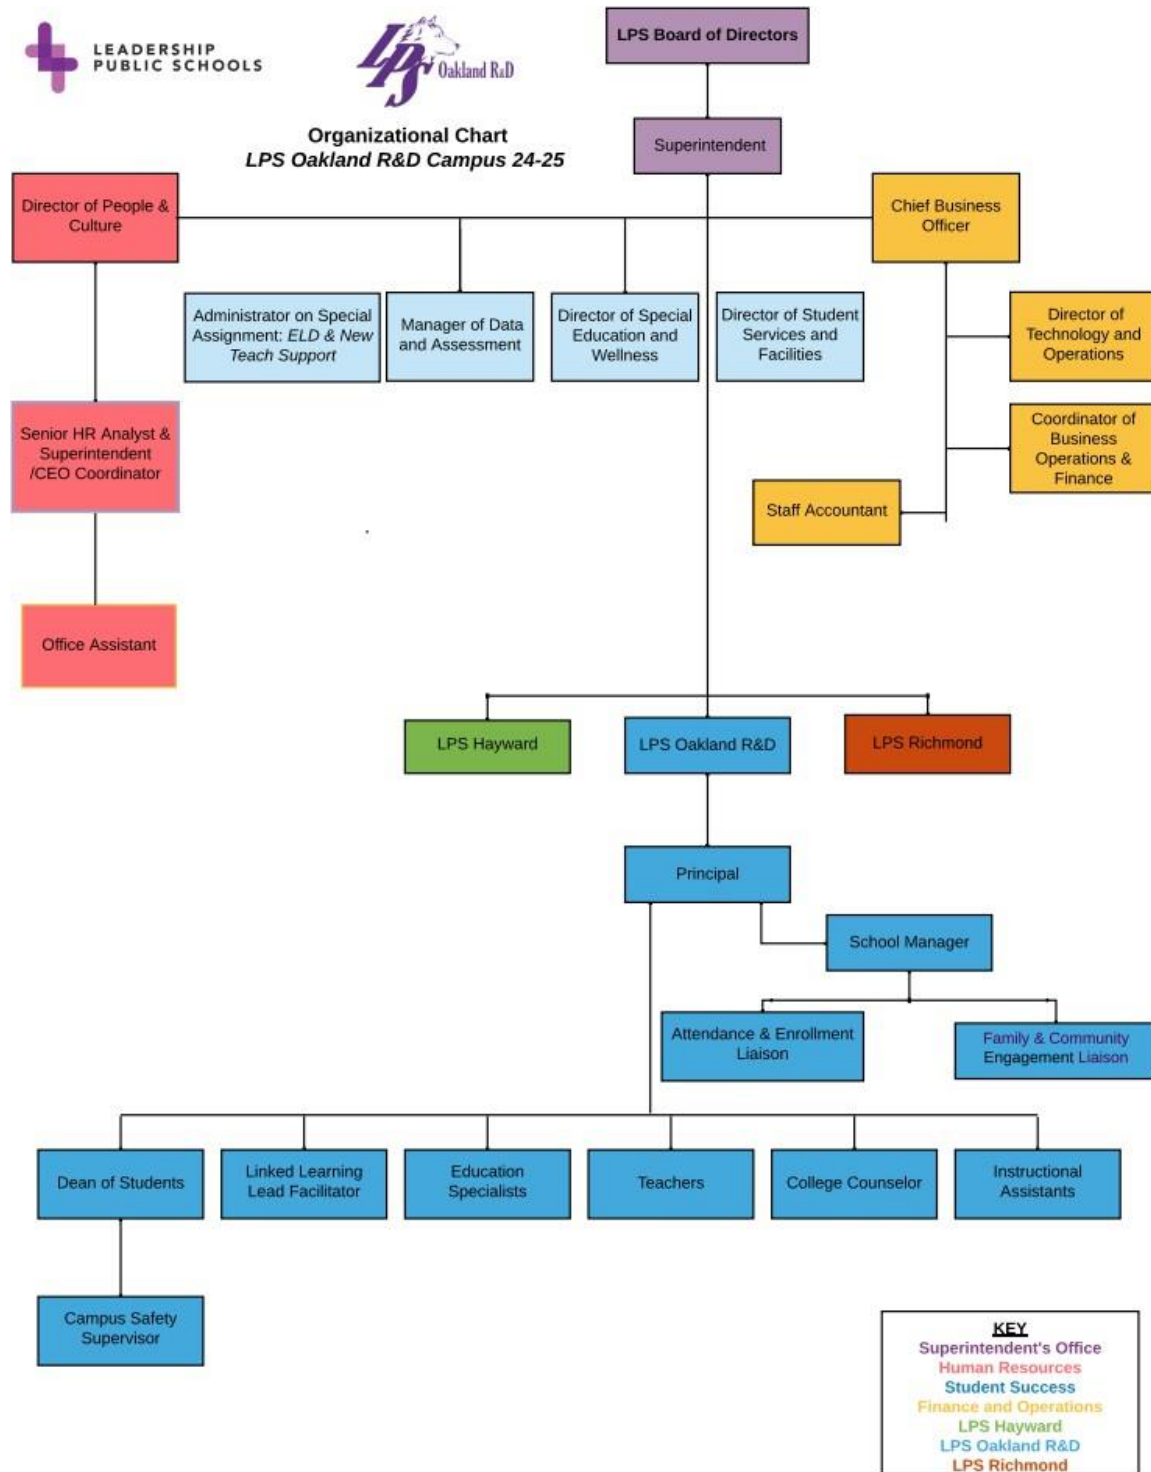 LEADERSHIP
PUBLIC SCHOOLS
LPS
Oakland R&D
Organizational Chart
LPS Oakland R&D Campus 24-25
LPS Board of Directors
Superintendent
Director of People &
Culture
Chief Business
Officer
Administrator on Special
Assignment: ELD & New
Teach Support
Manager of Data
and Assessment
Director of Special
Education and
Wellness
Director of Student
Services and
Facilities
Director of
Technology and
Operations
Senior HR Analyst &
Superintendent
/CEO Coordinator
Coordinator of
Business
Operations &
Finance
Staff Accountant
Office Assistant
LPS Hayward
LPS Oakland R&D
LPS Richmond
Principal
School Manager
Attendance & Enrollment
Liaison
Family & Community
Engagement Liaison
Dean of Students
Linked Learning
Lead Facilitator
Education
Specialists
Teachers
College Counselor
Instructional
Assistants
Campus Safety
Supervisor
KEY
Superintendent's Office
Human Resources
Student Success
Finance and Operations
LPS Hayward
LPS Oakland R&D
LPS Richmond